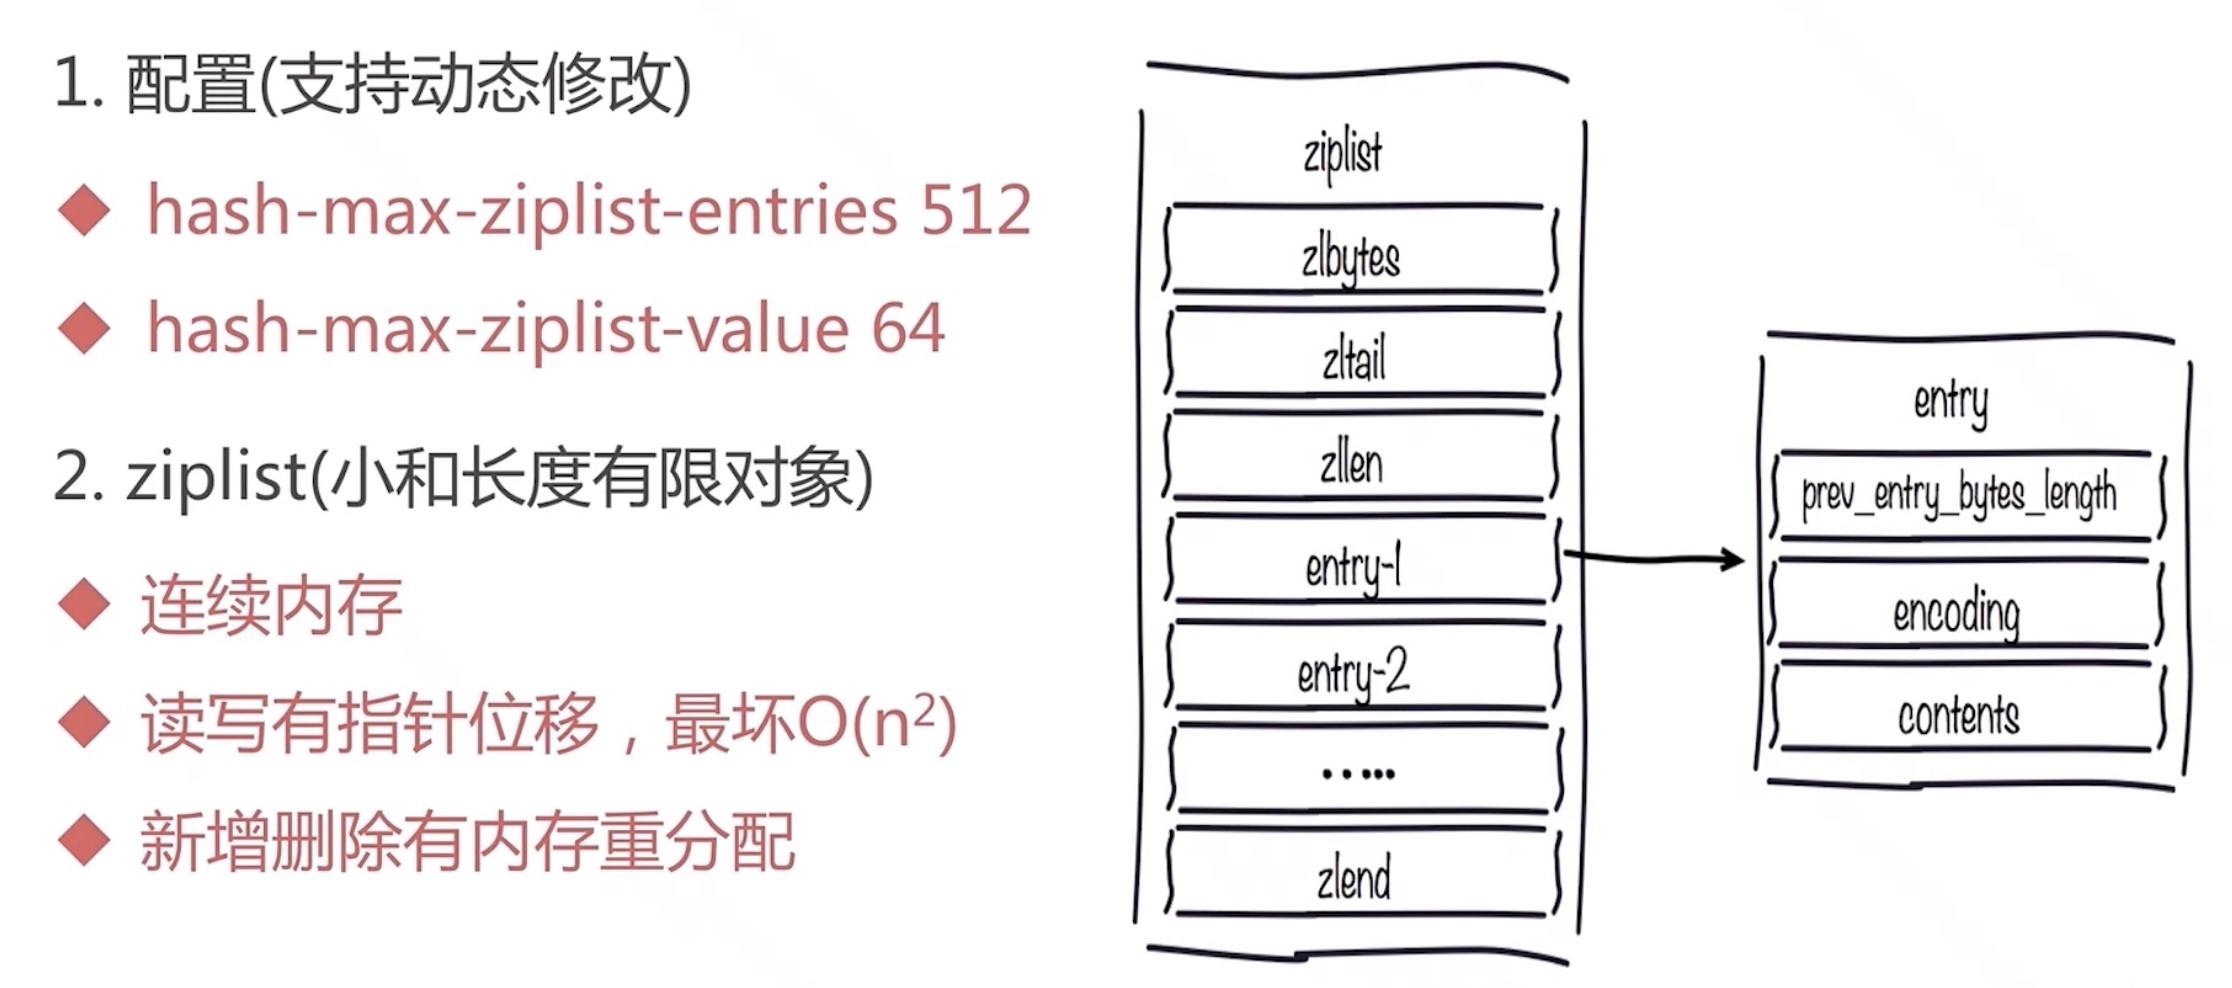 1. 配置(支持动态修改)
hash-max-ziplist-entries 512
hash-max-ziplist-value 64
2. ziplist(小和长度有限对象)
连续内存
读写有指针位移，最坏O(n²)
新增删除有内存重分配
ziplist
zlbytes
zltail
zllen
entry-1
entry-2
......
zlend
entry
prev_entry_bytes_length
encoding
contents